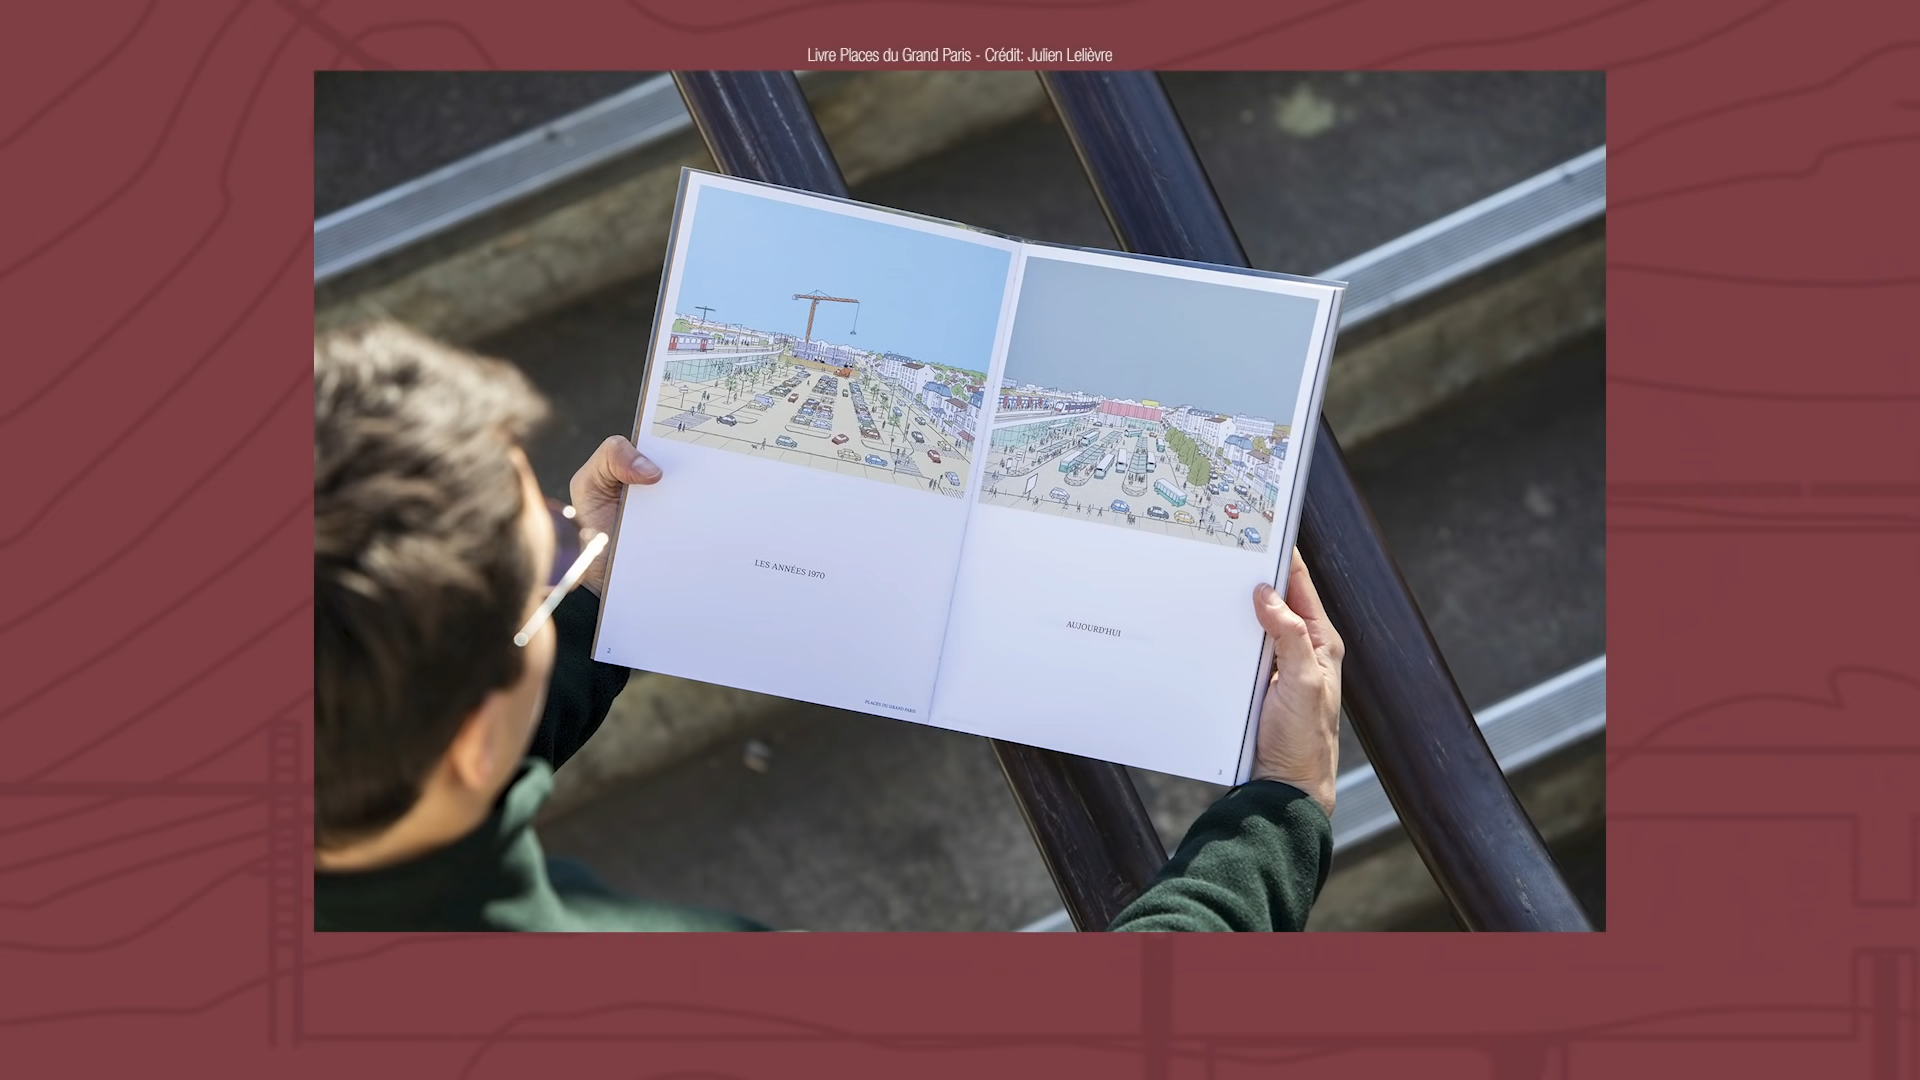 Livre Places du Grand Paris - Crédit: Julien Lelièvre
LES ANNÉES 1970
2
PLACES DU GRAND PARIS
AUJOURD'HUI
3